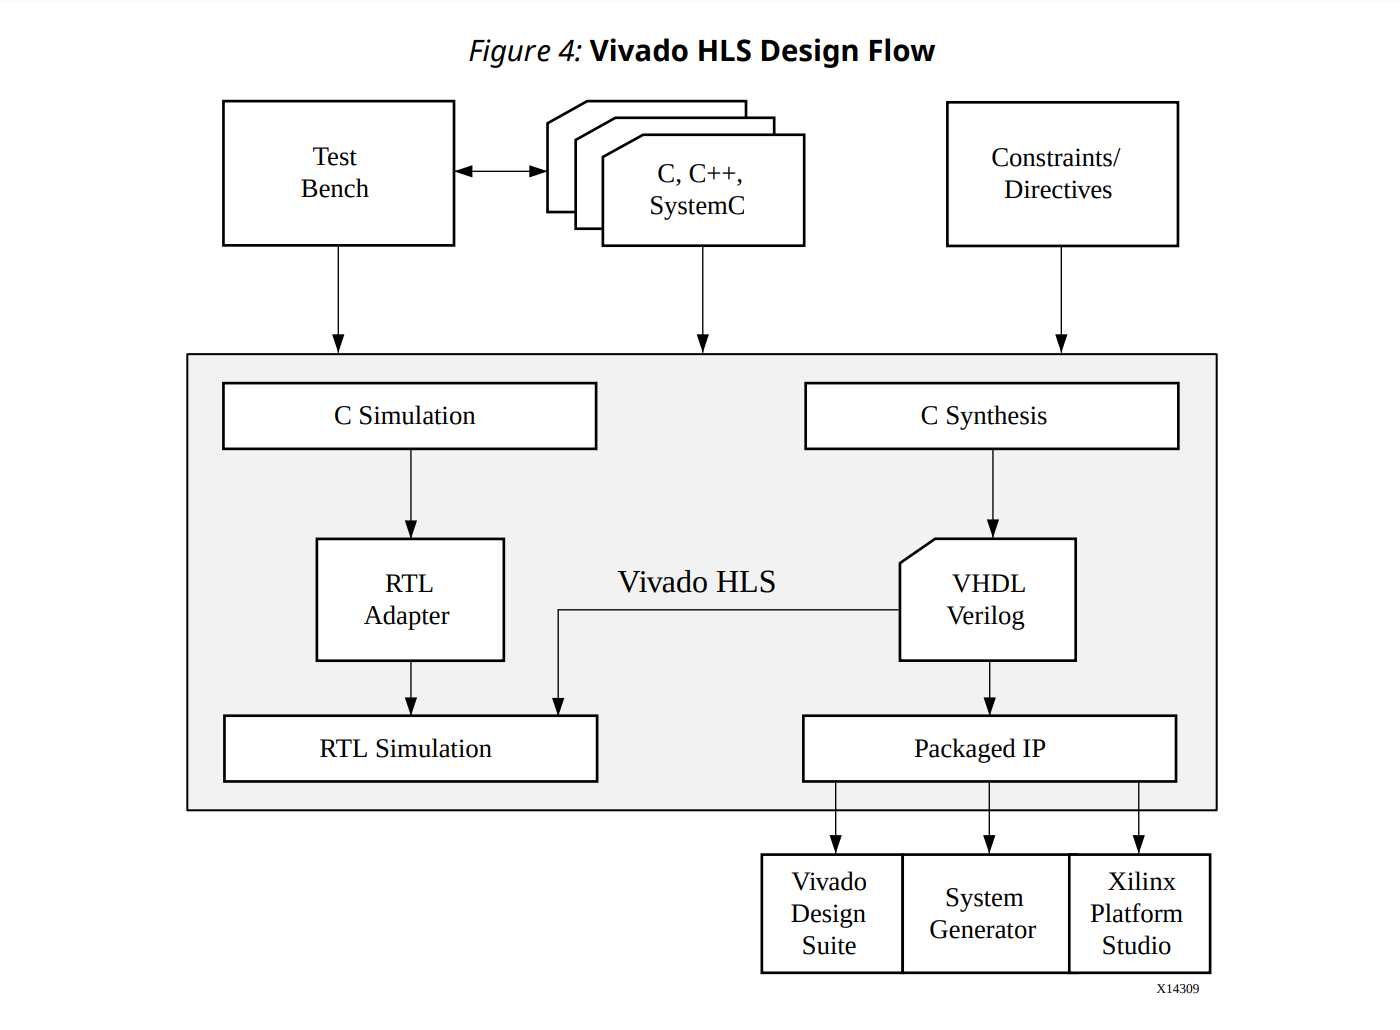 Figure 4: Vivado HLS Design Flow
Test
Bench
C, C++,
SystemC
Constraints/
Directives
C Simulation
C Synthesis
RTL
Adapter
Vivado HLS
VHDL
Verilog
RTL Simulation
Packaged IP
Vivado
Design
Suite
System
Generator
Xilinx
Platform
Studio
X14309